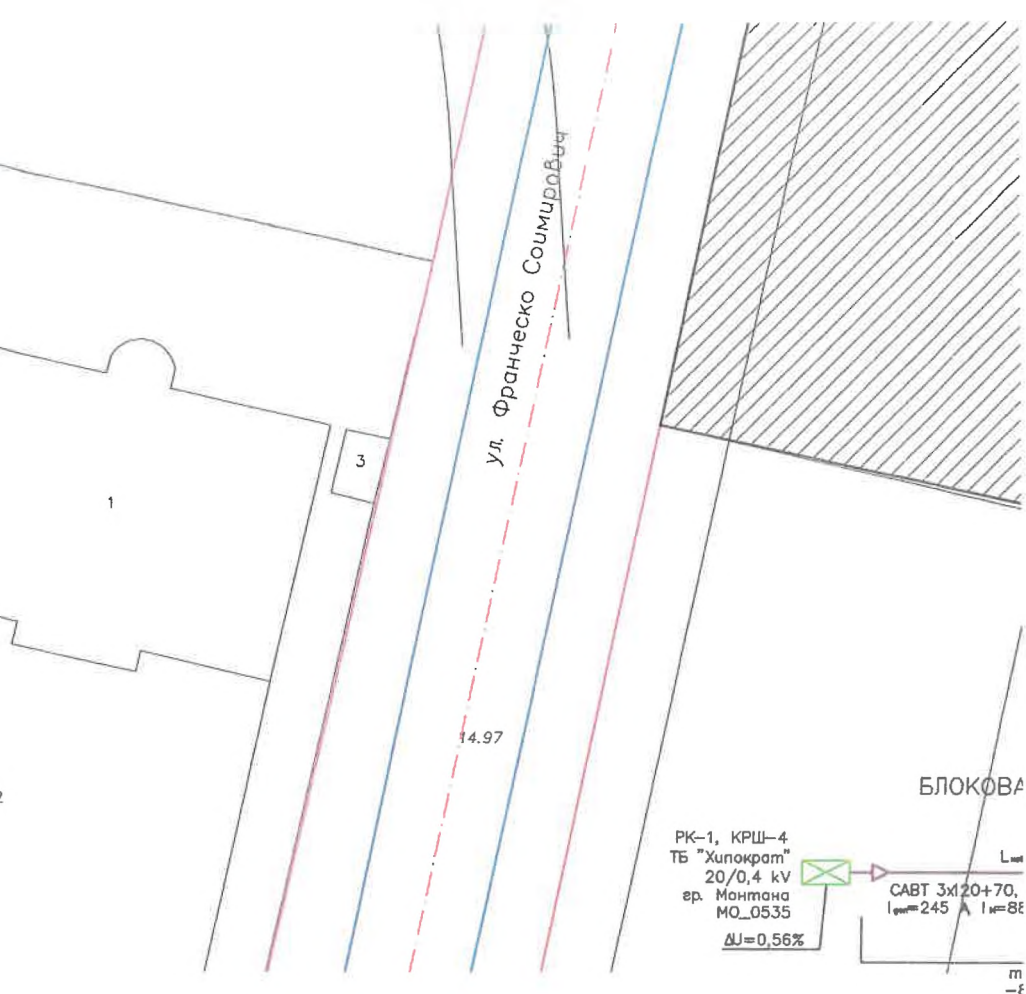 ул. Франческо Соимирович
3
1
14.97
2
БЛОКОВА
РК-1, КРШ-4
ТБ "Хипократ"
20/0,4 kV
гр. Монтана
МО_0535
ΔU=0,56%
САВТ 3x120+70,
=245 A